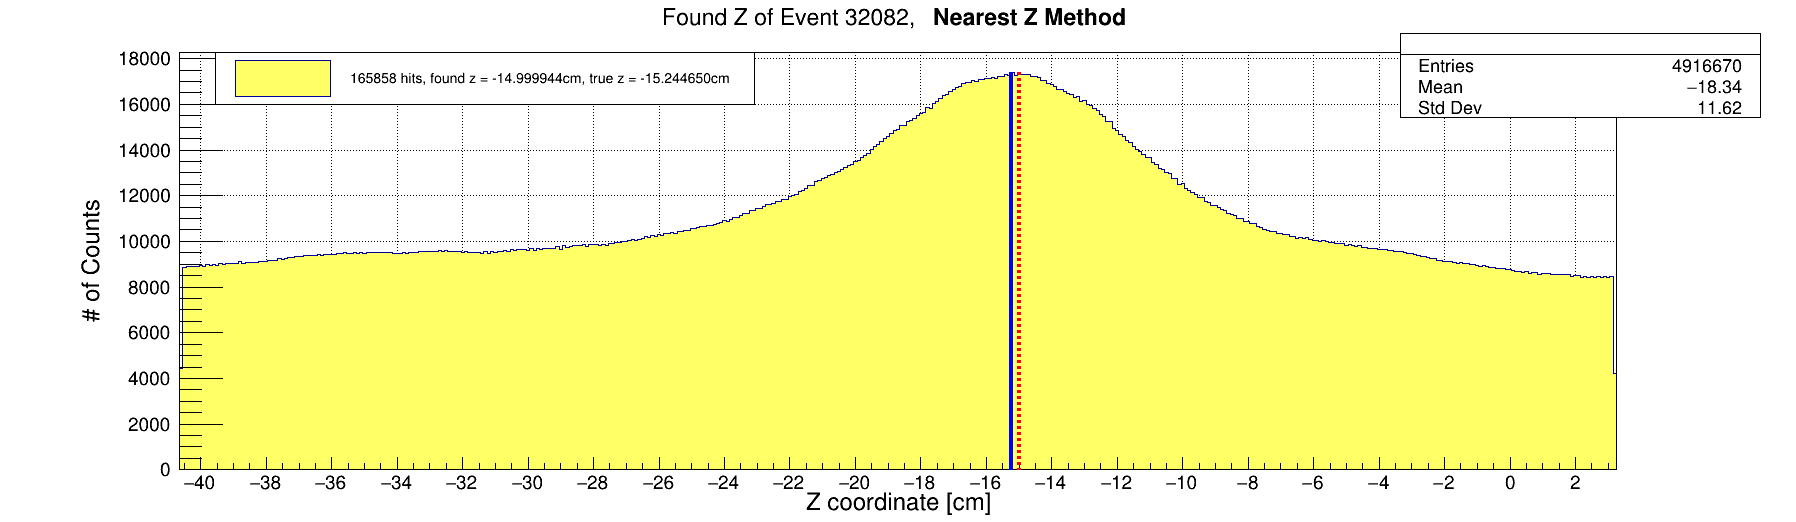 Found Z of Event 32082, Nearest Z Method
165858 hits, found z = -14.999944cm, true z = -15.244650cm
Entries 4916670
Mean −18.34
Std Dev 11.62
# of Counts
18000
16000
14000
12000
10000
8000
6000
4000
2000
0
−40 −38 −36 −34 −32 −30 −28 −26 −24 −22 −20 −18 −16 −14 −12 −10 −8 −6 −4 −2 0 2
Z coordinate [cm]